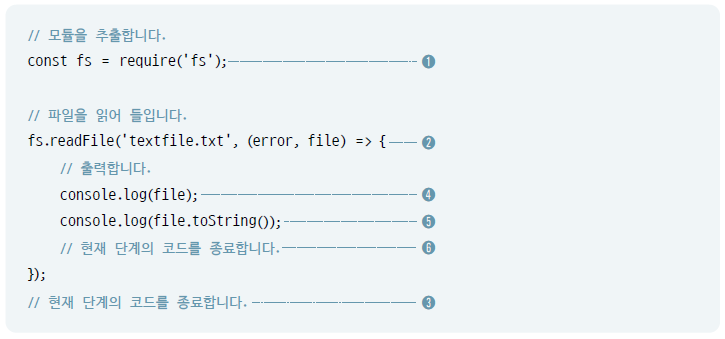 // 모듈을 추출합니다.
const fs = require('fs'); ❶
// 파일을 읽어 들입니다.
fs.readFile('textfile.txt', (error, file) => { ❷
// 출력합니다.
console.log(file); ❹
console.log(file.toString()); ❺
// 현재 단계의 코드를 종료합니다. ❻
});
// 현재 단계의 코드를 종료합니다. ❸